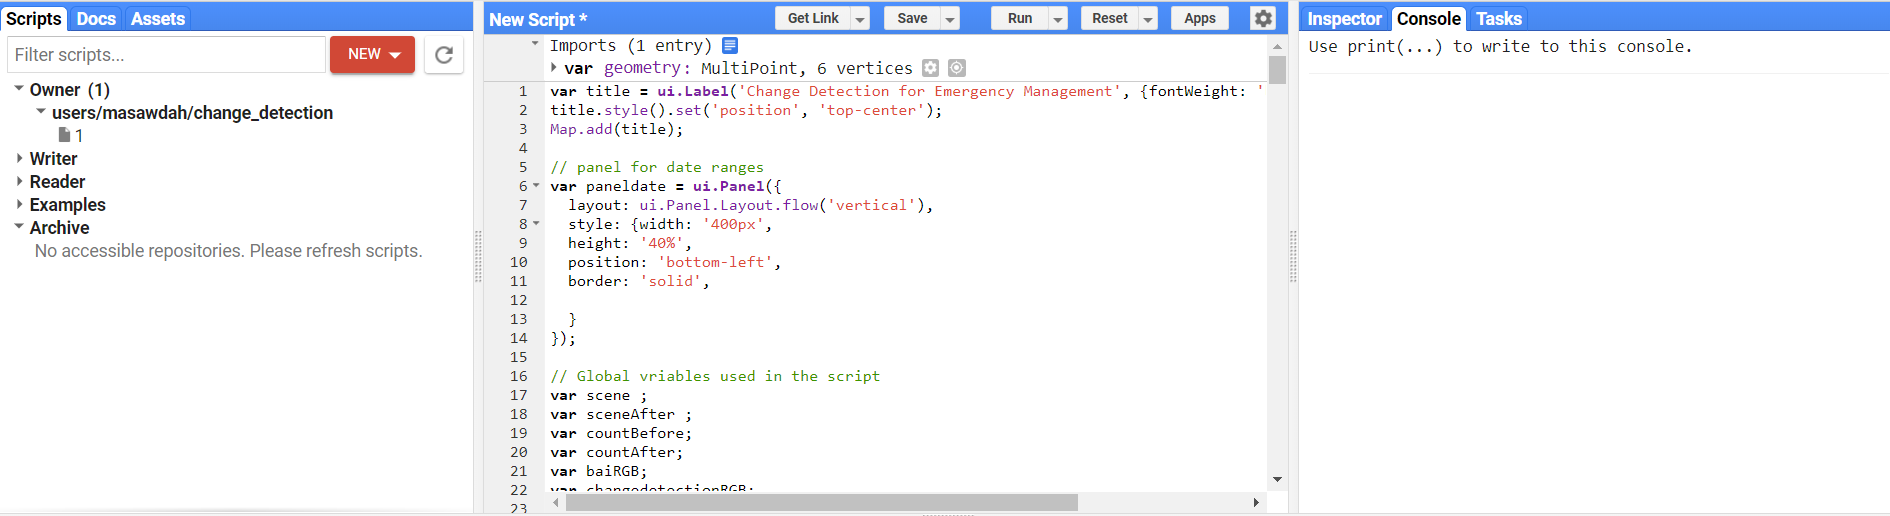 Scripts Docs Assets
Filter scripts...
NEW
Owner (1)
users/masawdah/change_detection
1
Writer
Reader
Examples
Archive
No accessible repositories. Please refresh scripts.
New Script *
Get Link Save Run Reset Apps
Imports (1 entry)
var geometry: MultiPoint, 6 vertices
1 var title = ui.Label('Change Detection for Emergency Management', {fontWeight: '
2 title.style().set('position', 'top-center');
3 Map.add(title);
4
5 // panel for date ranges
6 var paneldate = ui.Panel({
7 layout: ui.Panel.Layout.flow('vertical'),
8 style: {width: '400px',
9 height: '40%',
10 position: 'bottom-left',
11 border: 'solid',
12
13 }
14 });
15
16 // Global vriables used in the script
17 var scene ;
18 var sceneAfter ;
19 var countBefore;
20 var countAfter;
21 var baiRGB;
22 var changedetectionRGB;
23
Inspector Console Tasks
Use print(...) to write to this console.